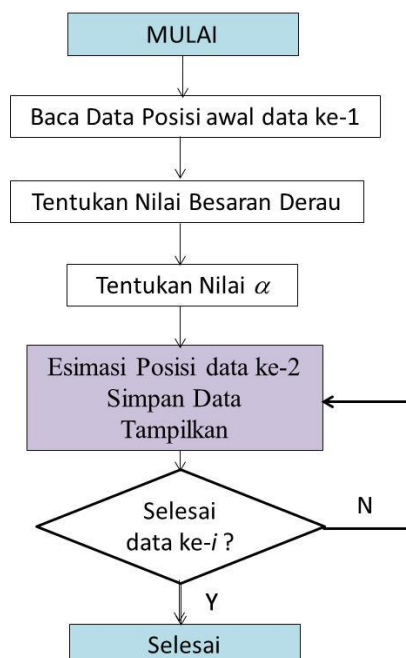 MULAI
Baca Data Posisi awal data ke-1
Tentukan Nilai Besaran Derau
Tentukan Nilai α
Esimasi Posisi data ke-2
Simpan Data
Tampilkan
Selesai
data ke-i ?
N
Y
Selesai